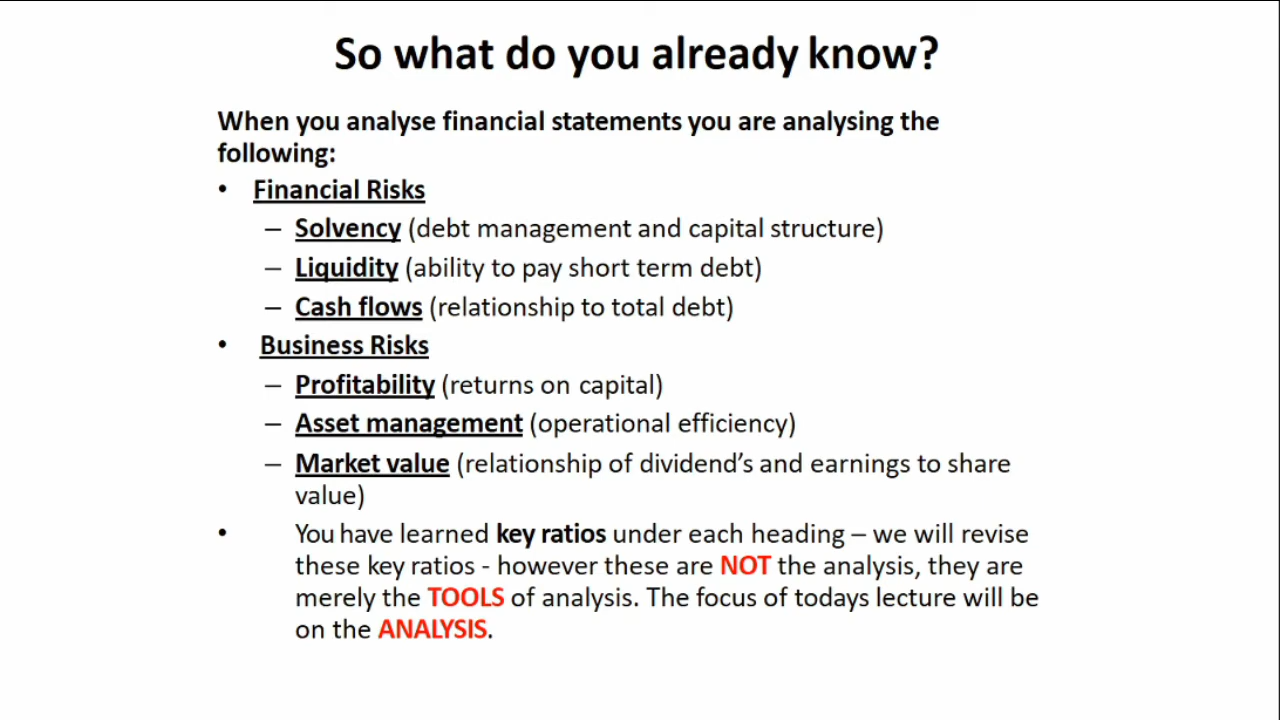 So what do you already know?
When you analyse financial statements you are analysing the
following:
• Financial Risks
– Solvency (debt management and capital structure)
– Liquidity (ability to pay short term debt)
– Cash flows (relationship to total debt)
• Business Risks
– Profitability (returns on capital)
– Asset management (operational efficiency)
– Market value (relationship of dividend’s and earnings to share
value)
• You have learned key ratios under each heading – we will revise
these key ratios - however these are NOT the analysis, they are
merely the TOOLS of analysis. The focus of todays lecture will be
on the ANALYSIS.